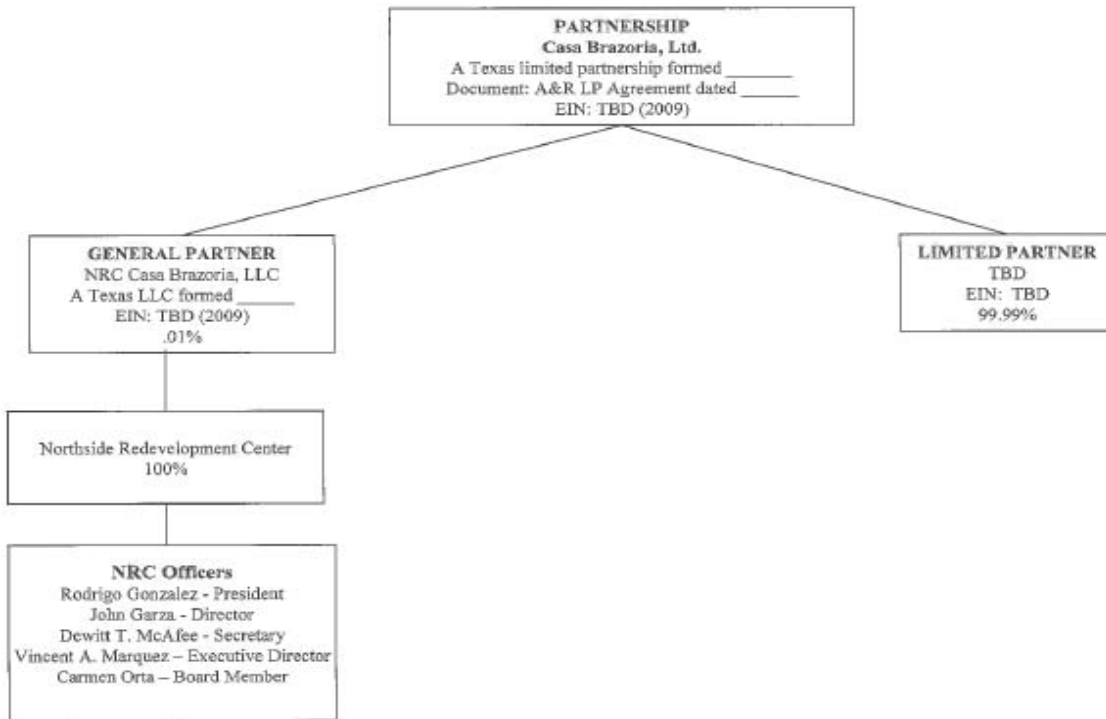 PARTNERSHIP
Casa Brazoria, Ltd.
A Texas limited partnership formed ______
Document: A&R LP Agreement dated ______
EIN: TBD (2009)
GENERAL PARTNER
NRC Casa Brazoria, LLC
A Texas LLC formed ______
EIN: TBD (2009)
.01%
LIMITED PARTNER
TBD
EIN: TBD
99.99%
Northside Redevelopment Center
100%
NRC Officers
Rodrigo Gonzalez - President
John Garza - Director
Dewitt T. McAfee - Secretary
Vincent A. Marquez – Executive Director
Carmen Orta – Board Member